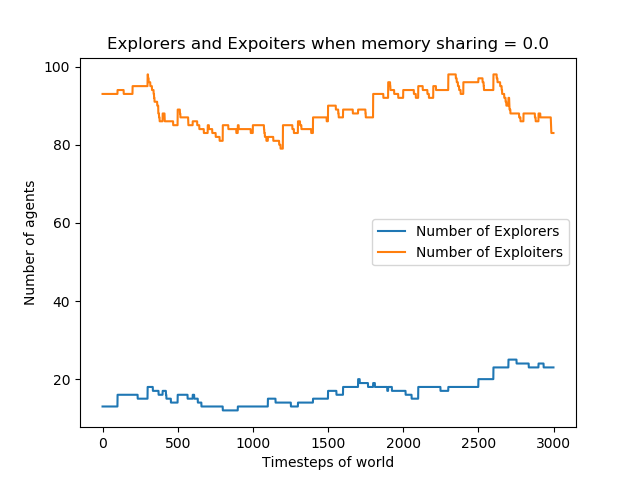 Explorers and Expoiters when memory sharing = 0.0
100
80
60
40
20
Number of agents
Number of Explorers
Number of Exploiters
0 500 1000 1500 2000 2500 3000
Timesteps of world